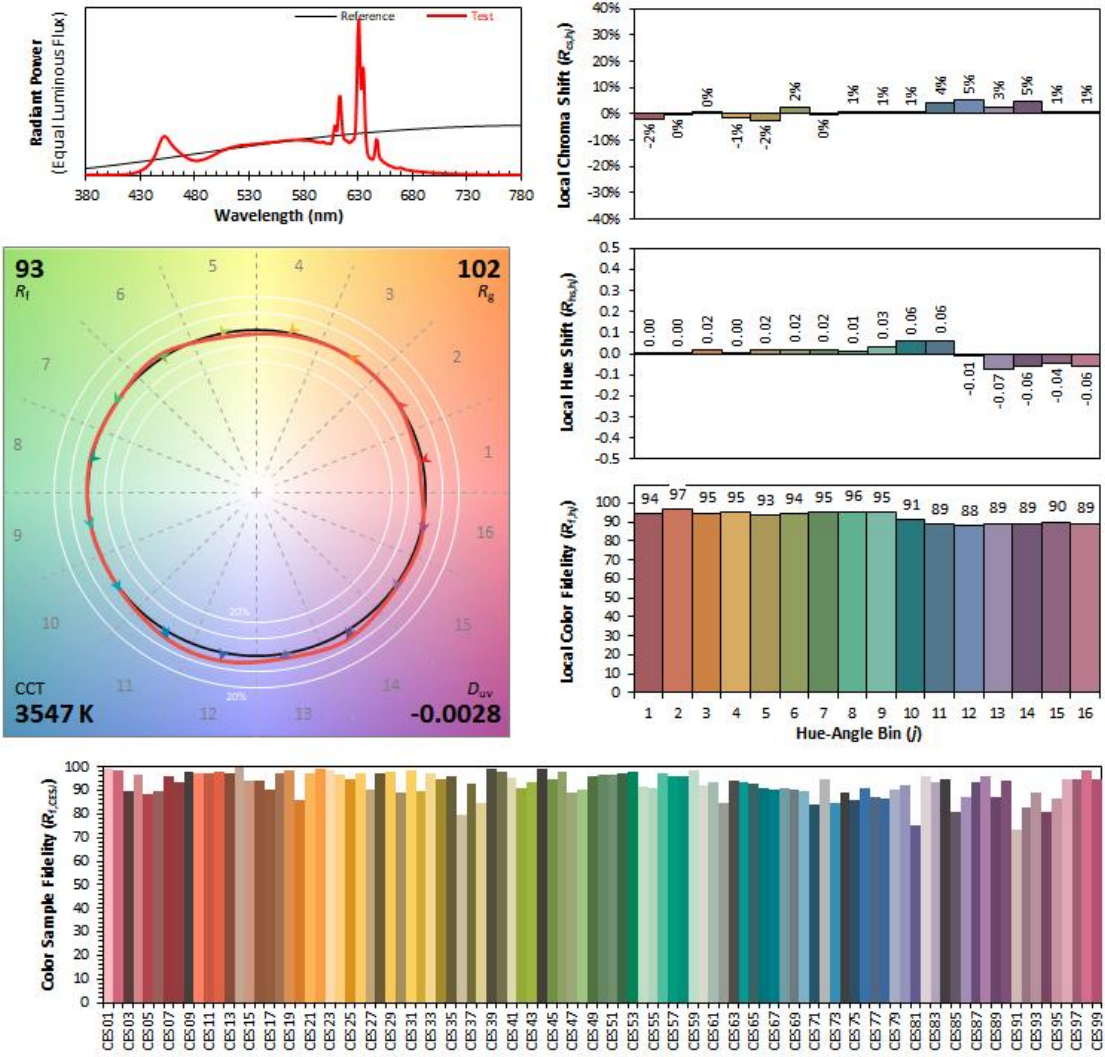 Reference
Test
Radiant Power
(Equal Luminous Flux)
380 430 480 530 580 630 680 730 780
Wavelength (nm)
40%
30%
20%
10%
0%
-10%
-20%
-30%
-40%
Local Chroma Shift (Rcs,hj)
-2% 0% 0% -1% -2% 2% 0% 1% 1% 1% 4% 5% 3% 5% 1% 1%
93
Rf
102
Rg
5 4
6 3
7 2
8 1
9 16
10 15
11 14
12 13
20%
20%
CCT
3547 K
Duv
-0.0028
0.5
0.4
0.3
0.2
0.1
0.0
-0.1
-0.2
-0.3
-0.4
-0.5
Local Hue Shift (Rhs,hj)
0.00 0.00 0.02 0.00 0.02 0.02 0.02 0.01 0.03 0.06 0.06 -0.01 -0.07 -0.06 -0.04 -0.06
100
90
80
70
60
50
40
30
20
10
0
Local Color Fidelity (Rf,hj)
94 97 95 95 93 94 95 96 95 91 89 88 89 89 90 89
1 2 3 4 5 6 7 8 9 10 11 12 13 14 15 16
Hue-Angle Bin (j)
100
90
80
70
60
50
40
30
20
10
0
Color Sample Fidelity (Rf,CESi)
CES01 CES03 CES05 CES07 CES09 CES11 CES13 CES15 CES17 CES19 CES21 CES23 CES25 CES27 CES29 CES31 CES33 CES35 CES37 CES39 CES41 CES43 CES45 CES47 CES49 CES51 CES53 CES55 CES57 CES59 CES61 CES63 CES65 CES67 CES69 CES71 CES73 CES75 CES77 CES79 CES81 CES83 CES85 CES87 CES89 CES91 CES93 CES95 CES97 CES99